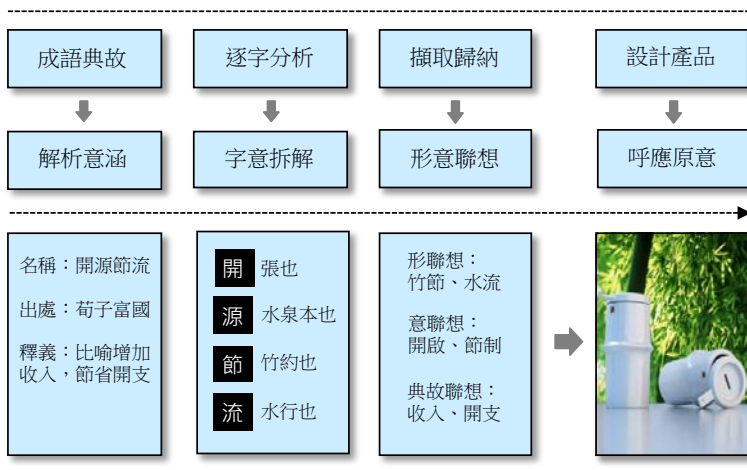 成語典故
逐字分析
擷取歸納
設計產品
解析意涵
字意拆解
形意聯想
呼應原意
名稱：開源節流
出處：荀子富國
釋義：比喻增加
收入，節省開支
開 張也
源 水泉本也
節 竹約也
流 水行也
形聯想：
竹節、水流
意聯想：
開啟、節制
典故聯想：
收入、開支